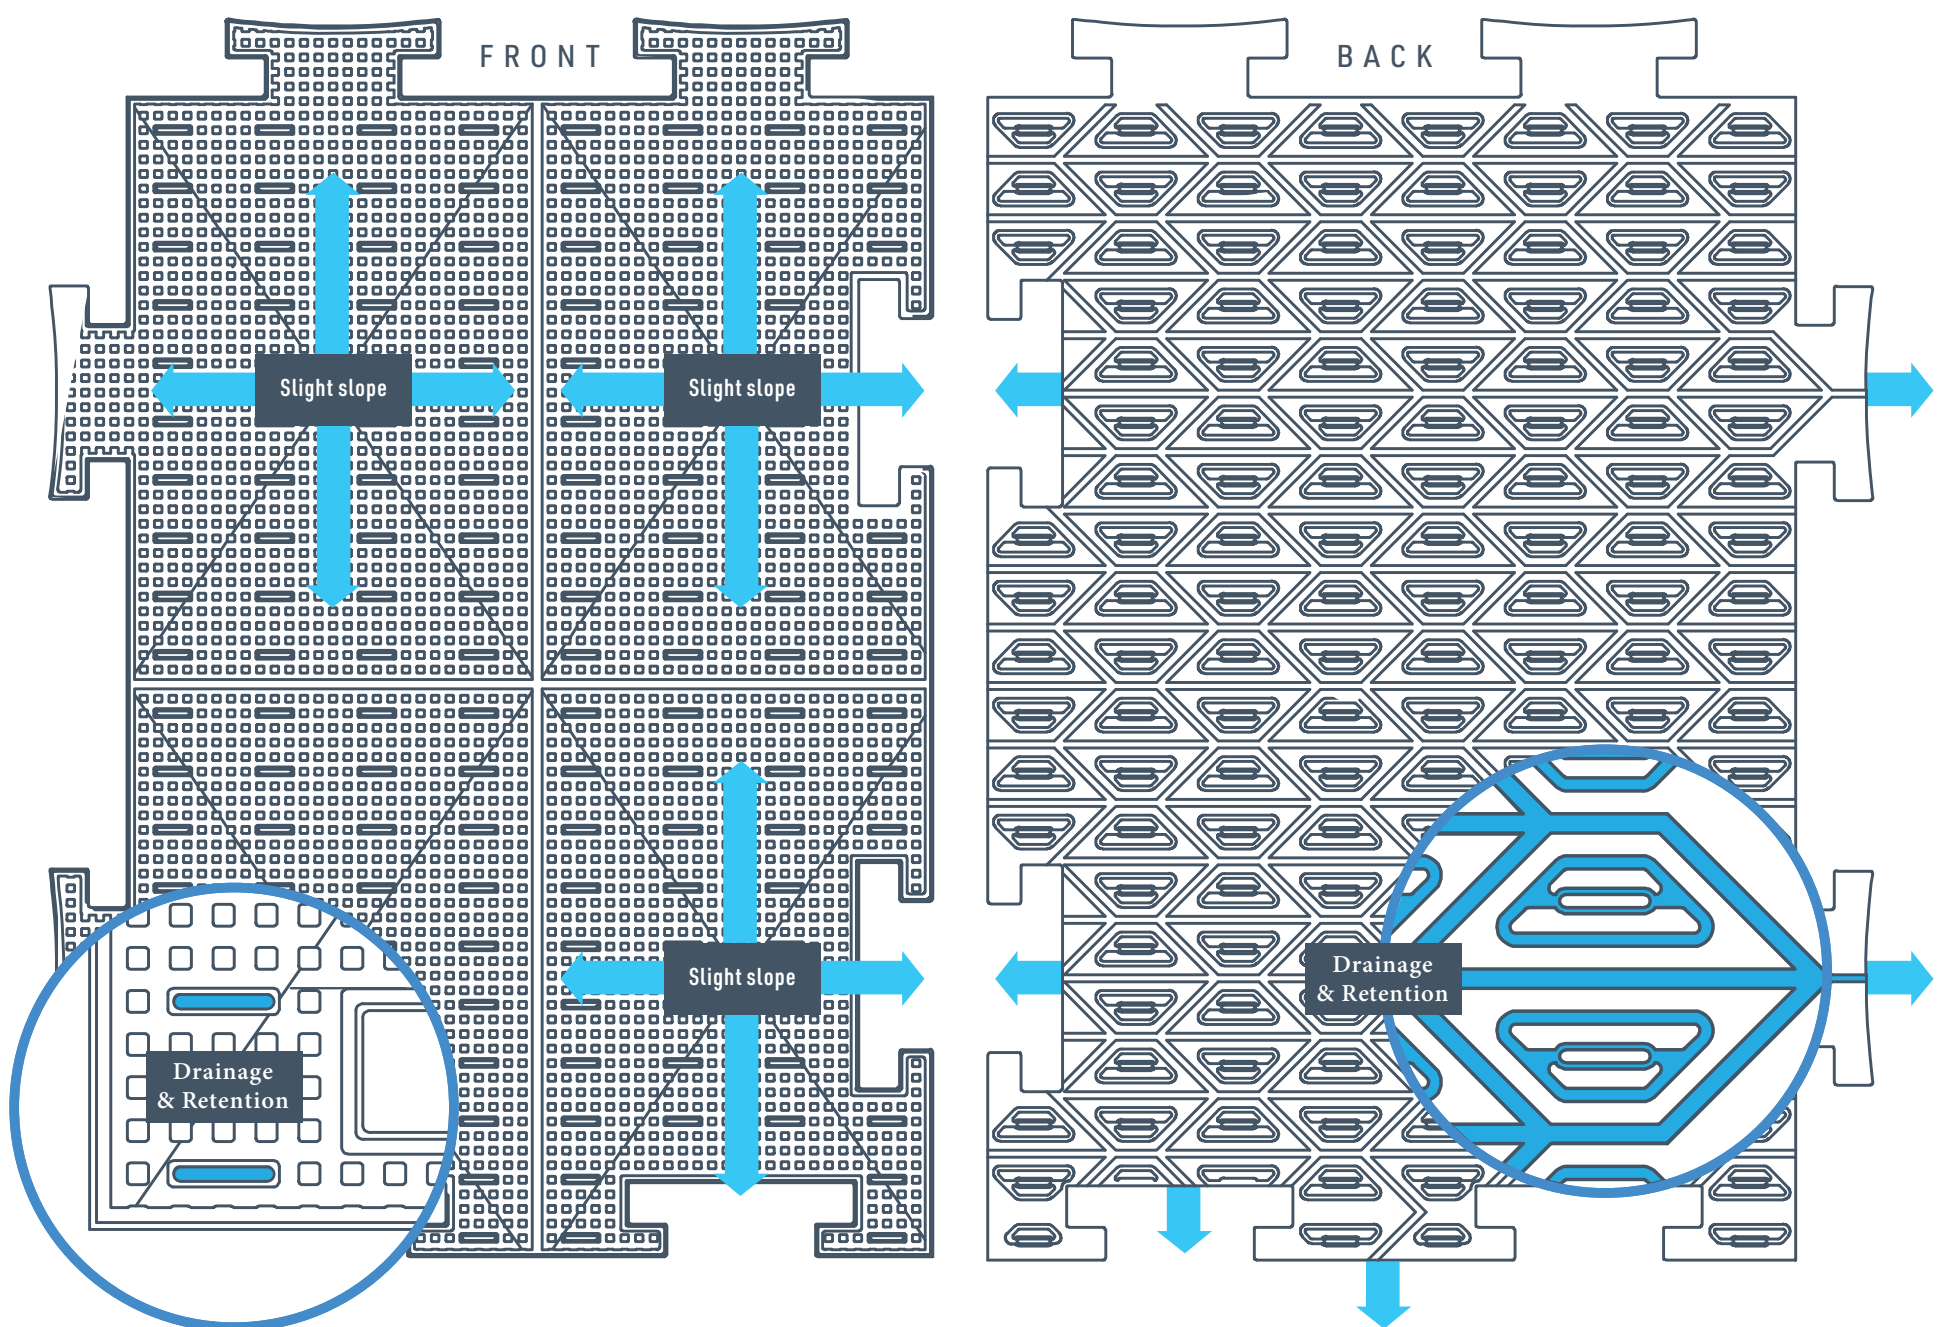 FRONT
BACK
Slight slope
Slight slope
Slight slope
Drainage
& Retention
Drainage
& Retention